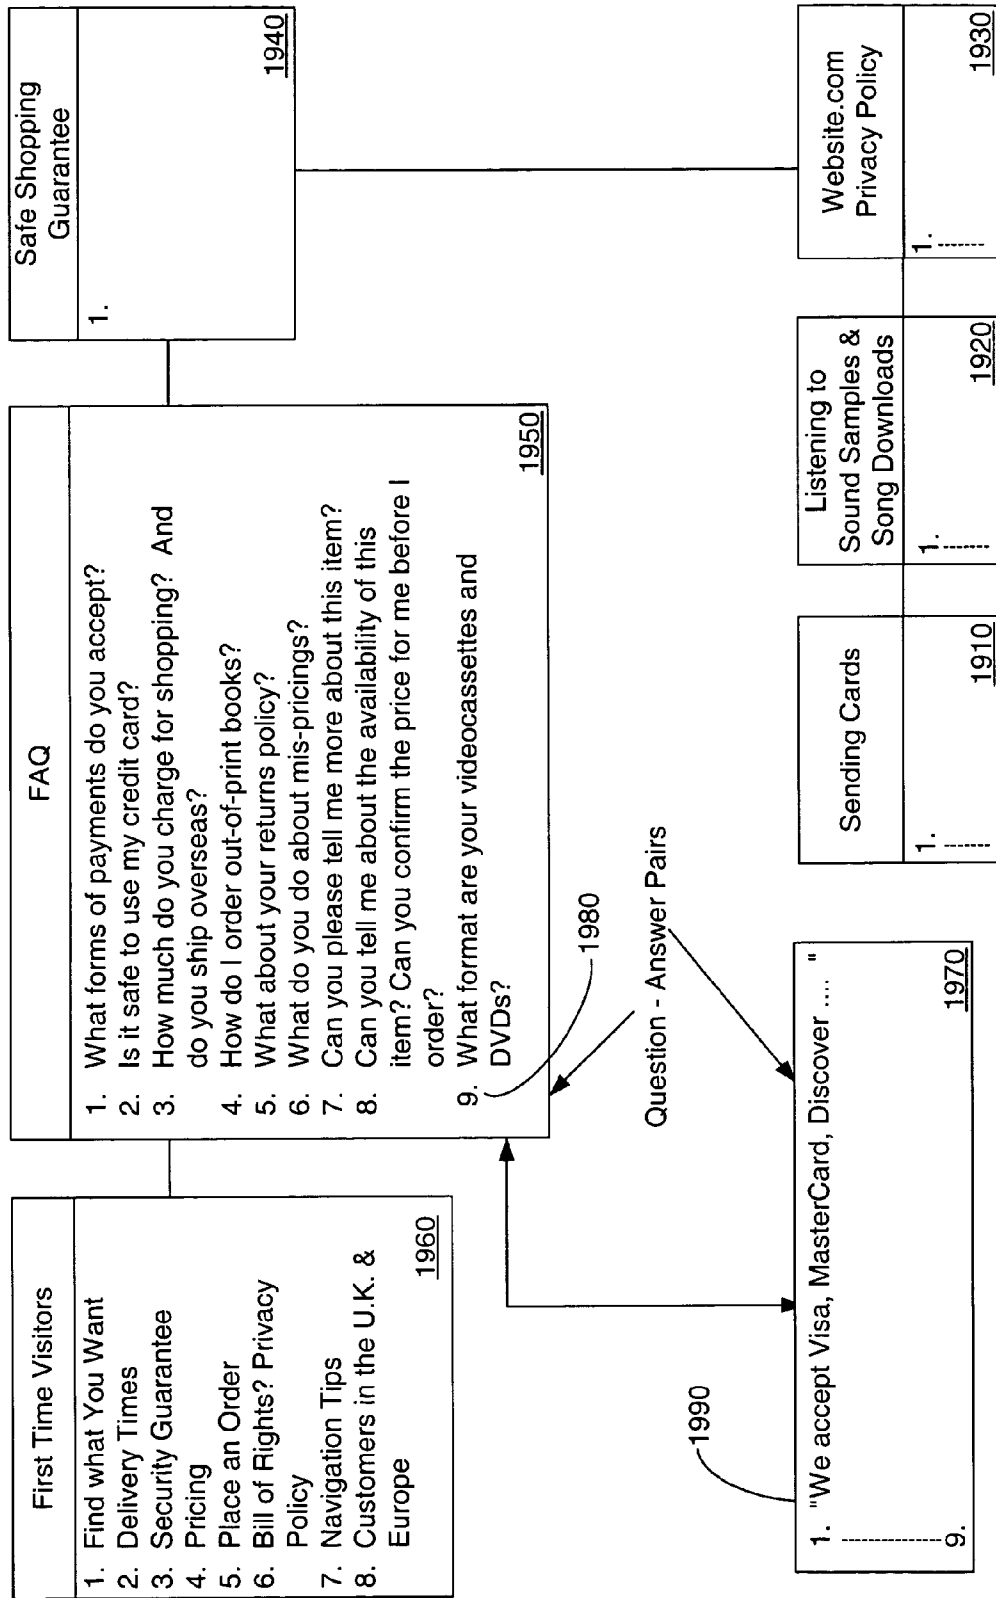 First Time Visitors
1. Find what You Want
2. Delivery Times
3. Security Guarantee
4. Pricing
5. Place an Order
6. Bill of Rights? Privacy
Policy
7. Navigation Tips
8. Customers in the U.K. &
Europe
1960
FAQ
1. What forms of payments do you accept?
2. Is it safe to use my credit card?
3. How much do you charge for shopping? And
do you ship overseas?
4. How do I order out-of-print books?
5. What about your returns policy?
6. What do you do about mis-pricings?
7. Can you please tell me more about this item?
8. Can you tell me about the availability of this
item? Can you confirm the price for me before I
order?
9. What format are your videocassettes and
DVDs?
1950
Safe Shopping
Guarantee
1.
1940
1980
Question - Answer Pairs
1990
1. "We accept Visa, MasterCard, Discover ..... "
9.
1970
Sending Cards
1.
1910
Listening to
Sound Samples &
Song Downloads
1.
1920
Website.com
Privacy Policy
1.
1930